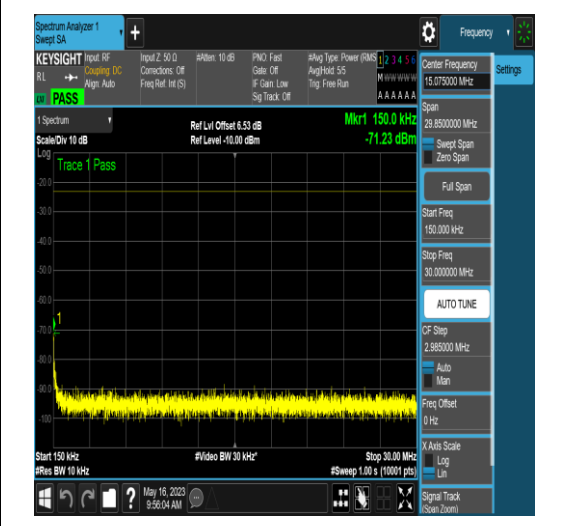 Spectrum Analyzer 1
Swept SA
+
Frequency
KEYSIGHT
RL
LXI
PASS
Input: RF
Coupling: DC
Align: Auto
Input Z: 50 Ω
Corrections: Off
Freq Ref: Int (S)
#Atten: 10 dB
PNO: Fast
Gate: Off
IF Gain: Low
Sig Track: Off
#Avg Type: Power (RMS
Avg|Hold: 5/5
Trig: Free Run
1 2 3 4 5 6
M W W W W W
A A A A A A
1 Spectrum
Scale/Div 10 dB
Ref Lvl Offset 6.53 dB
Ref Level -10.00 dBm
Mkr1 150.0 kHz
-71.23 dBm
Log
Trace 1 Pass
-20.0
-30.0
-40.0
-50.0
-60.0
-70.0
-80.0
-90.0
-100
1
Start 150 kHz
#Res BW 10 kHz
#Video BW 30 kHz*
Stop 30.00 MHz
#Sweep 1.00 s (10001 pts)
Center Frequency
15.075000 MHz
Settings
Span
29.8500000 MHz
Swept Span
Zero Span
Full Span
Start Freq
150.000 kHz
Stop Freq
30.000000 MHz
AUTO TUNE
CF Step
2.985000 MHz
Auto
Man
Freq Offset
0 Hz
X Axis Scale
Log
Lin
Signal Track
(Span Zoom)
?
May 16, 2023
9:56:04 AM